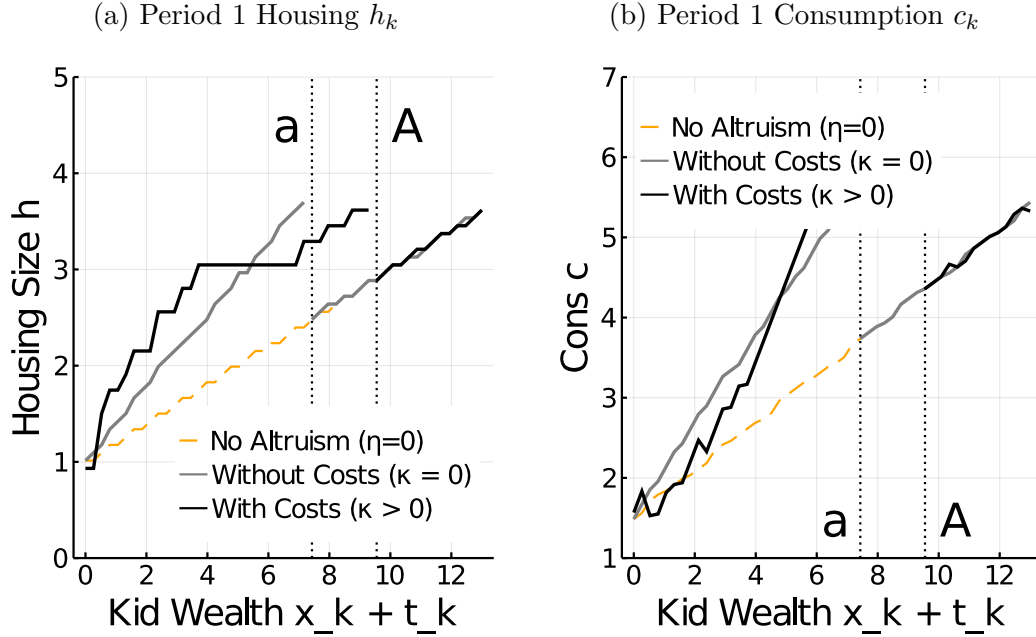 (a) Period 1 Housing h_k
5
4
3
2
1
0
Housing Size h
a
A
No Altruism (η=0)
Without Costs (κ = 0)
With Costs (κ > 0)
0 2 4 6 8 10 12
Kid Wealth x_k + t_k
(b) Period 1 Consumption c_k
7
6
5
4
3
2
1
Cons c
No Altruism (η=0)
Without Costs (κ = 0)
With Costs (κ > 0)
a
A
0 2 4 6 8 10 12
Kid Wealth x_k + t_k